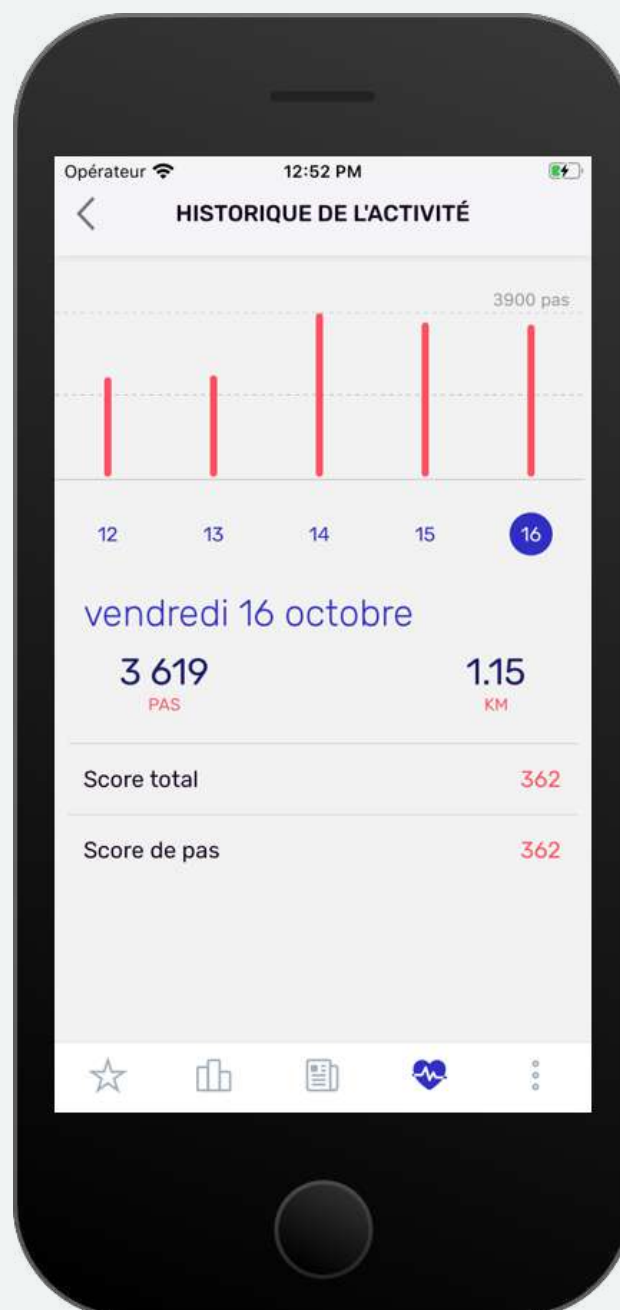 Opérateur 12:52 PM
HISTORIQUE DE L'ACTIVITÉ
3900 pas
12 13 14 15 16
vendredi 16 octobre
3 619 1.15
PAS KM
Score total 362
Score de pas 362